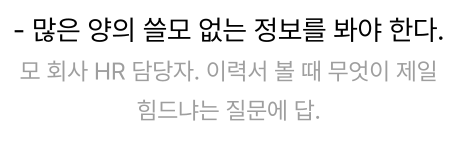 - 많은 양의 쓸모 없는 정보를 봐야 한다.
모 회사 HR 담당자. 이력서 볼 때 무엇이 제일
힘드냐는 질문에 답.